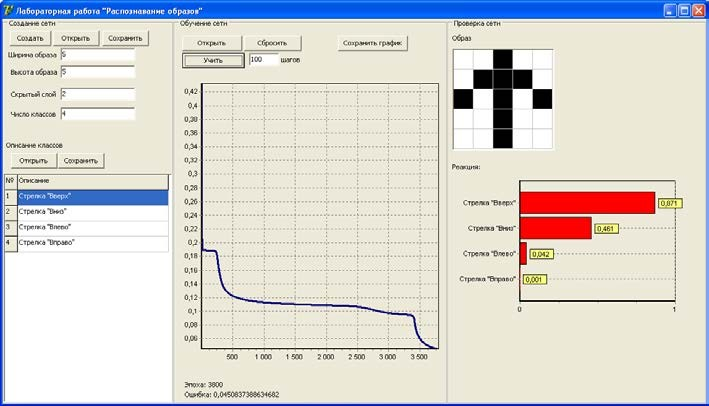 Лабораторная работа "Распознавание образов"
Создание сети
Создать Открыть Сохранить
Ширина образа 5
Высота образа 5
Скрытый слой 2
Число классов 4
Описание классов
Открыть Сохранить
№ Описание
1 Стрелка "Вверх"
2 Стрелка "Вниз"
3 Стрелка "Влево"
4 Стрелка "Вправо"
Обучение сети
Открыть Сбросить Сохранить график
Учить 100 шагов
0,42
0,4
0,38
0,36
0,34
0,32
0,3
0,28
0,26
0,24
0,22
0,2
0,18
0,16
0,14
0,12
0,1
0,08
0,06
500 1 000 1 500 2 000 2 500 3 000 3 500
Эпоха: 3800
Ошибка: 0,0450837388634682
Проверка сети
Образ
Реакция:
Стрелка "Вверх" 0,871
Стрелка "Вниз" 0,461
Стрелка "Влево" 0,042
Стрелка "Вправо" 0,001
0 1